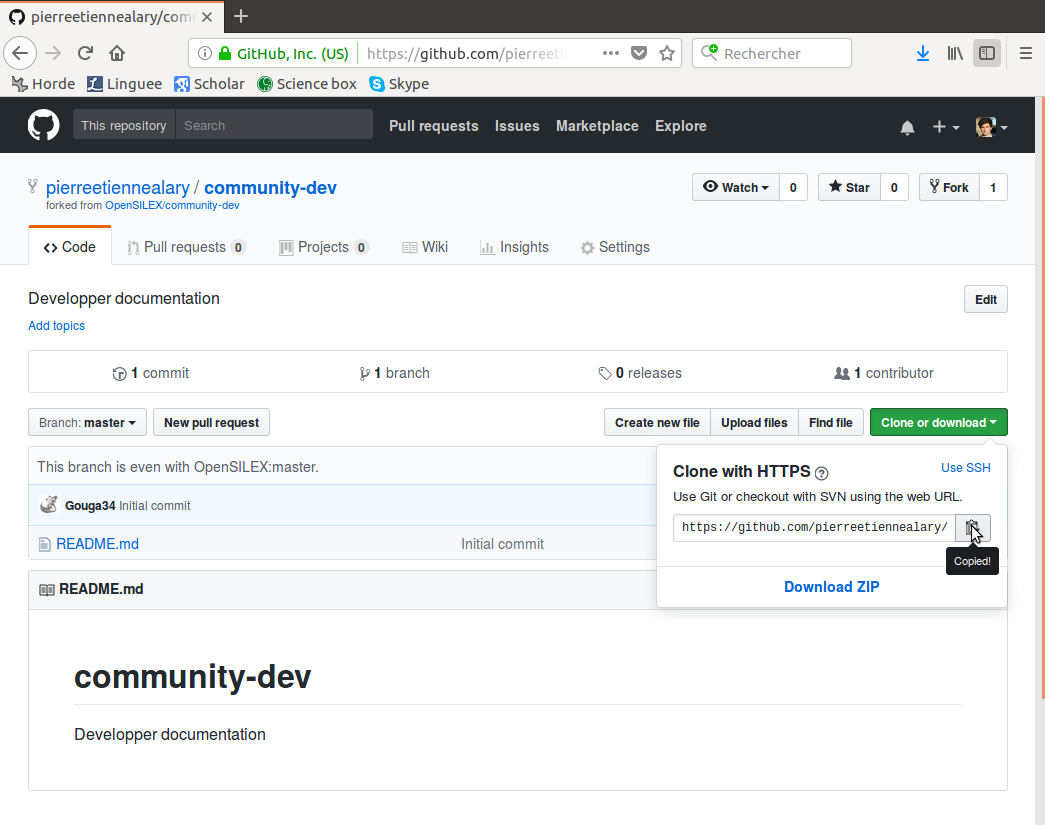 pierreetiennealary/com
GitHub, Inc. (US) https://github.com/pierreeti Rechercher
Horde Linguee Scholar Science box Skype
This repository Search Pull requests Issues Marketplace Explore
pierreetiennealary / community-dev Watch 0 Star 0 Fork 1
forked from OpenSILEX/community-dev
Code Pull requests 0 Projects 0 Wiki Insights Settings
Developper documentation Edit
Add topics
1 commit 1 branch 0 releases 1 contributor
Branch: master New pull request Create new file Upload files Find file Clone or download
This branch is even with OpenSILEX:master.
Clone with HTTPS ? Use SSH
Use Git or checkout with SVN using the web URL.
https://github.com/pierreetiennealary/
Copied!
Download ZIP
Gouga34 Initial commit
README.md Initial commit
README.md
community-dev
Developper documentation